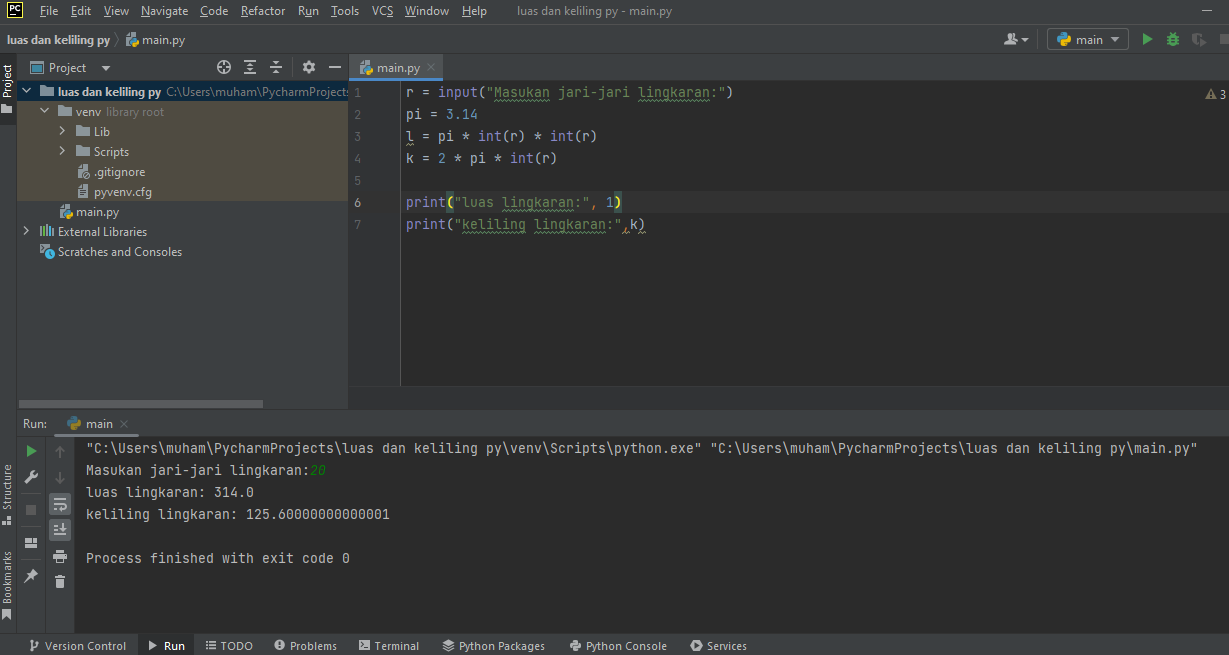 PC File Edit View Navigate Code Refactor Run Tools VCS Window Help luas dan keliling py - main.py
luas dan keliling py main.py main
Project
Project main.py
luas dan keliling py C:\Users\muham\PycharmProjects
venv library root
Lib
Scripts
.gitignore
pyvenv.cfg
main.py
External Libraries
Scratches and Consoles
1 r = input("Masukan jari-jari lingkaran:") 3
2 pi = 3.14
3 l = pi * int(r) * int(r)
4 k = 2 * pi * int(r)
5
6 print("luas lingkaran:", 1)
7 print("keliling lingkaran:",k)
Run: main
"C:\Users\muham\PycharmProjects\luas dan keliling py\venv\Scripts\python.exe" "C:\Users\muham\PycharmProjects\luas dan keliling py\main.py"
Masukan jari-jari lingkaran:20
luas lingkaran: 314.0
keliling lingkaran: 125.60000000000001
Process finished with exit code 0
Structure
Bookmarks
Version Control Run TODO Problems Terminal Python Packages Python Console Services